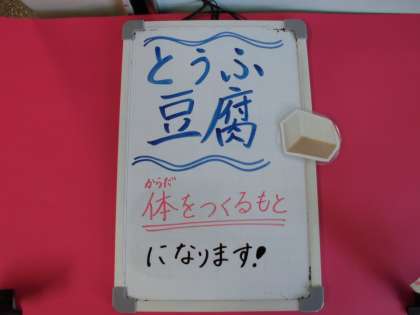 とうふ
豆腐
からだ
体をつくるもと
になります!